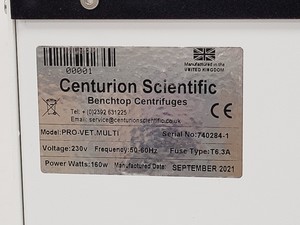 00001
Manufactured in the
UNITED KINGDOM
Centurion Scientific
Benchtop Centrifuges
Tel: + (0)2392 631225
Email: service@centurionscientific.co.uk
CE
Model: PRO-VET.MULTI Serial No: 740284-1
Voltage: 230v Frequency: 50-60Hz Fuse Type: T6.3A
Power Watts: 160w Manufactured Date: SEPTEMBER 2021